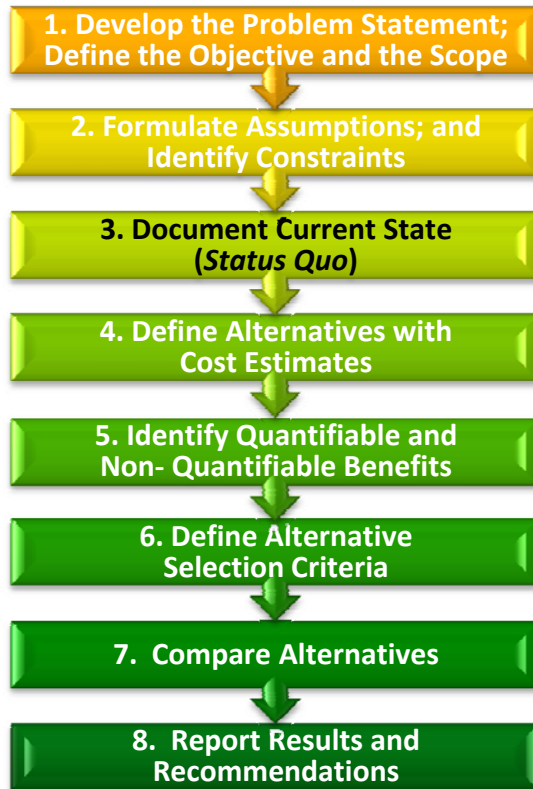 1. Develop the Problem Statement;
Define the Objective and the Scope
2. Formulate Assumptions; and
Identify Constraints
3. Document Current State
(Status Quo)
4. Define Alternatives with
Cost Estimates
5. Identify Quantifiable and
Non- Quantifiable Benefits
6. Define Alternative
Selection Criteria
7. Compare Alternatives
8. Report Results and
Recommendations